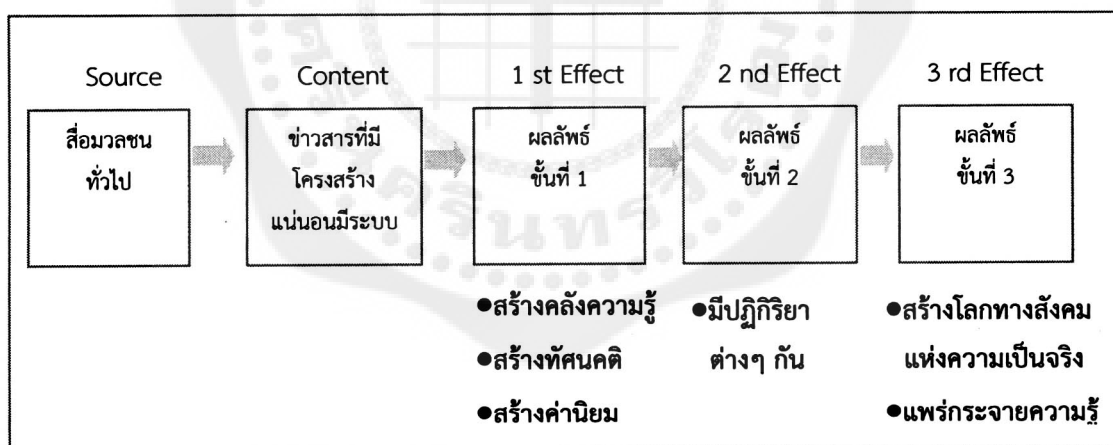 Source
Content
1 st Effect
2 nd Effect
3 rd Effect
สื่อมวลชน
ทั่วไป
ข่าวสารที่มี
โครงสร้าง
แน่นอนมีระบบ
ผลลัพธ์
ขั้นที่ 1
ผลลัพธ์
ขั้นที่ 2
ผลลัพธ์
ขั้นที่ 3
●สร้างคลังความรู้
●สร้างทัศนคติ
●สร้างค่านิยม
●มีปฏิกิริยา
ต่างๆ กัน
●สร้างโลกทางสังคม
แห่งความเป็นจริง
●แพร่กระจายความรู้